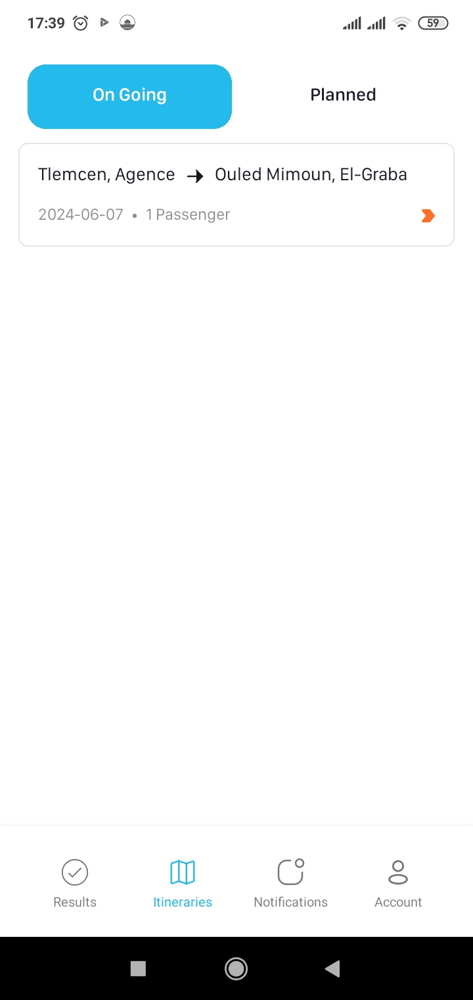 17:39 59
On Going Planned
Tlemcen, Agence Ouled Mimoun, El-Graba
2024-06-07 • 1 Passenger
Results Itineraries Notifications Account